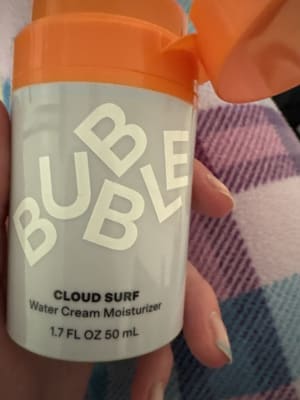 BUBBLE
CLOUD SURF
Water Cream Moisturizer
1.7 FL OZ 50 mL